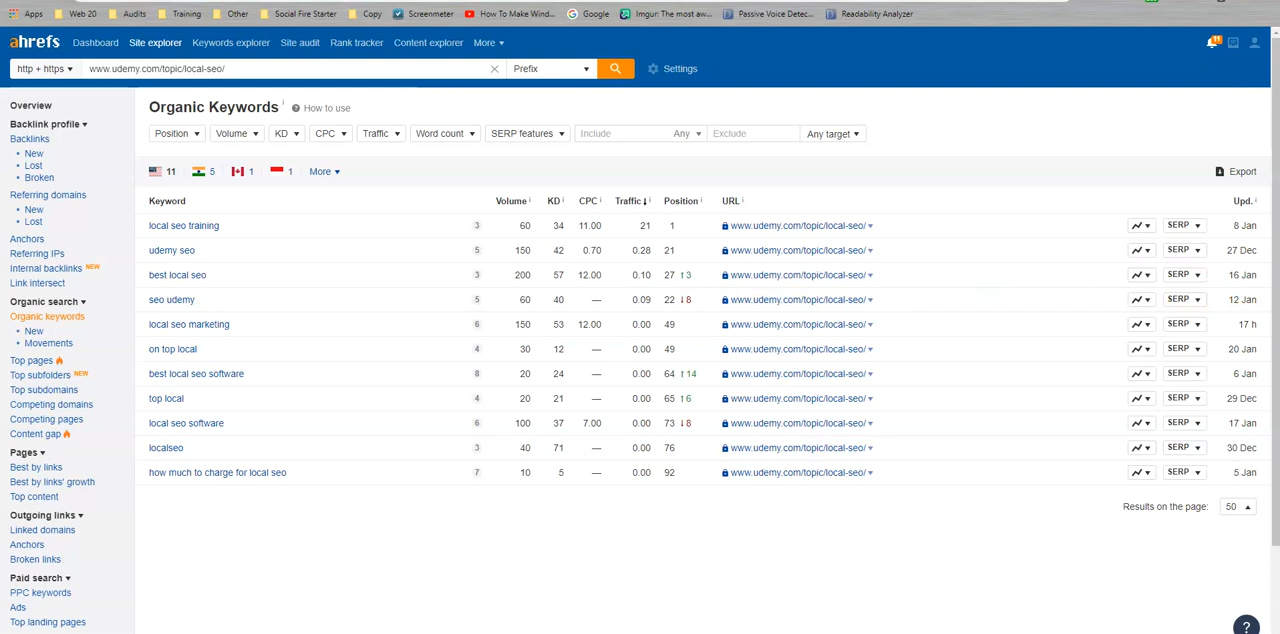 Apps Web 20 Audits Training Other Social Fire Starter Copy Screenmeter How To Make Wind... Google Imgur: The most aw... Passive Voice Detec... Readability Analyzer
ahrefs Dashboard Site explorer Keywords explorer Site audit Rank tracker Content explorer More 11
http + https www.udemy.com/topic/local-seo/ Prefix Settings
Overview
Backlink profile
Backlinks
New
Lost
Broken
Referring domains
New
Lost
Anchors
Referring IPs
Internal backlinks NEW
Link intersect
Organic search
Organic keywords
New
Movements
Top pages
Top subfolders NEW
Top subdomains
Competing domains
Competing pages
Content gap
Pages
Best by links
Best by links' growth
Top content
Outgoing links
Linked domains
Anchors
Broken links
Paid search
PPC keywords
Ads
Top landing pages
Organic Keywords i ? How to use
Position Volume KD CPC Traffic Word count SERP features Include Any Exclude Any target
11 5 1 1 More Export
Keyword Volume i KD i CPC i Traffic↓ i Position i URL i Upd. i
local seo training 3 60 34 11.00 21 1 www.udemy.com/topic/local-seo/ SERP 8 Jan
udemy seo 5 150 42 0.70 0.28 21 www.udemy.com/topic/local-seo/ SERP 27 Dec
best local seo 3 200 57 12.00 0.10 27 ↑3 www.udemy.com/topic/local-seo/ SERP 16 Jan
seo udemy 5 60 40 — 0.09 22 ↓8 www.udemy.com/topic/local-seo/ SERP 12 Jan
local seo marketing 6 150 53 12.00 0.00 49 www.udemy.com/topic/local-seo/ SERP 17 h
on top local 4 30 12 — 0.00 49 www.udemy.com/topic/local-seo/ SERP 20 Jan
best local seo software 8 20 24 — 0.00 64 ↑14 www.udemy.com/topic/local-seo/ SERP 6 Jan
top local 4 20 21 — 0.00 65 ↑6 www.udemy.com/topic/local-seo/ SERP 29 Dec
local seo software 6 100 37 7.00 0.00 73 ↓8 www.udemy.com/topic/local-seo/ SERP 17 Jan
localseo 3 40 71 — 0.00 76 www.udemy.com/topic/local-seo/ SERP 30 Dec
how much to charge for local seo 7 10 5 — 0.00 92 www.udemy.com/topic/local-seo/ SERP 5 Jan
Results on the page: 50
?